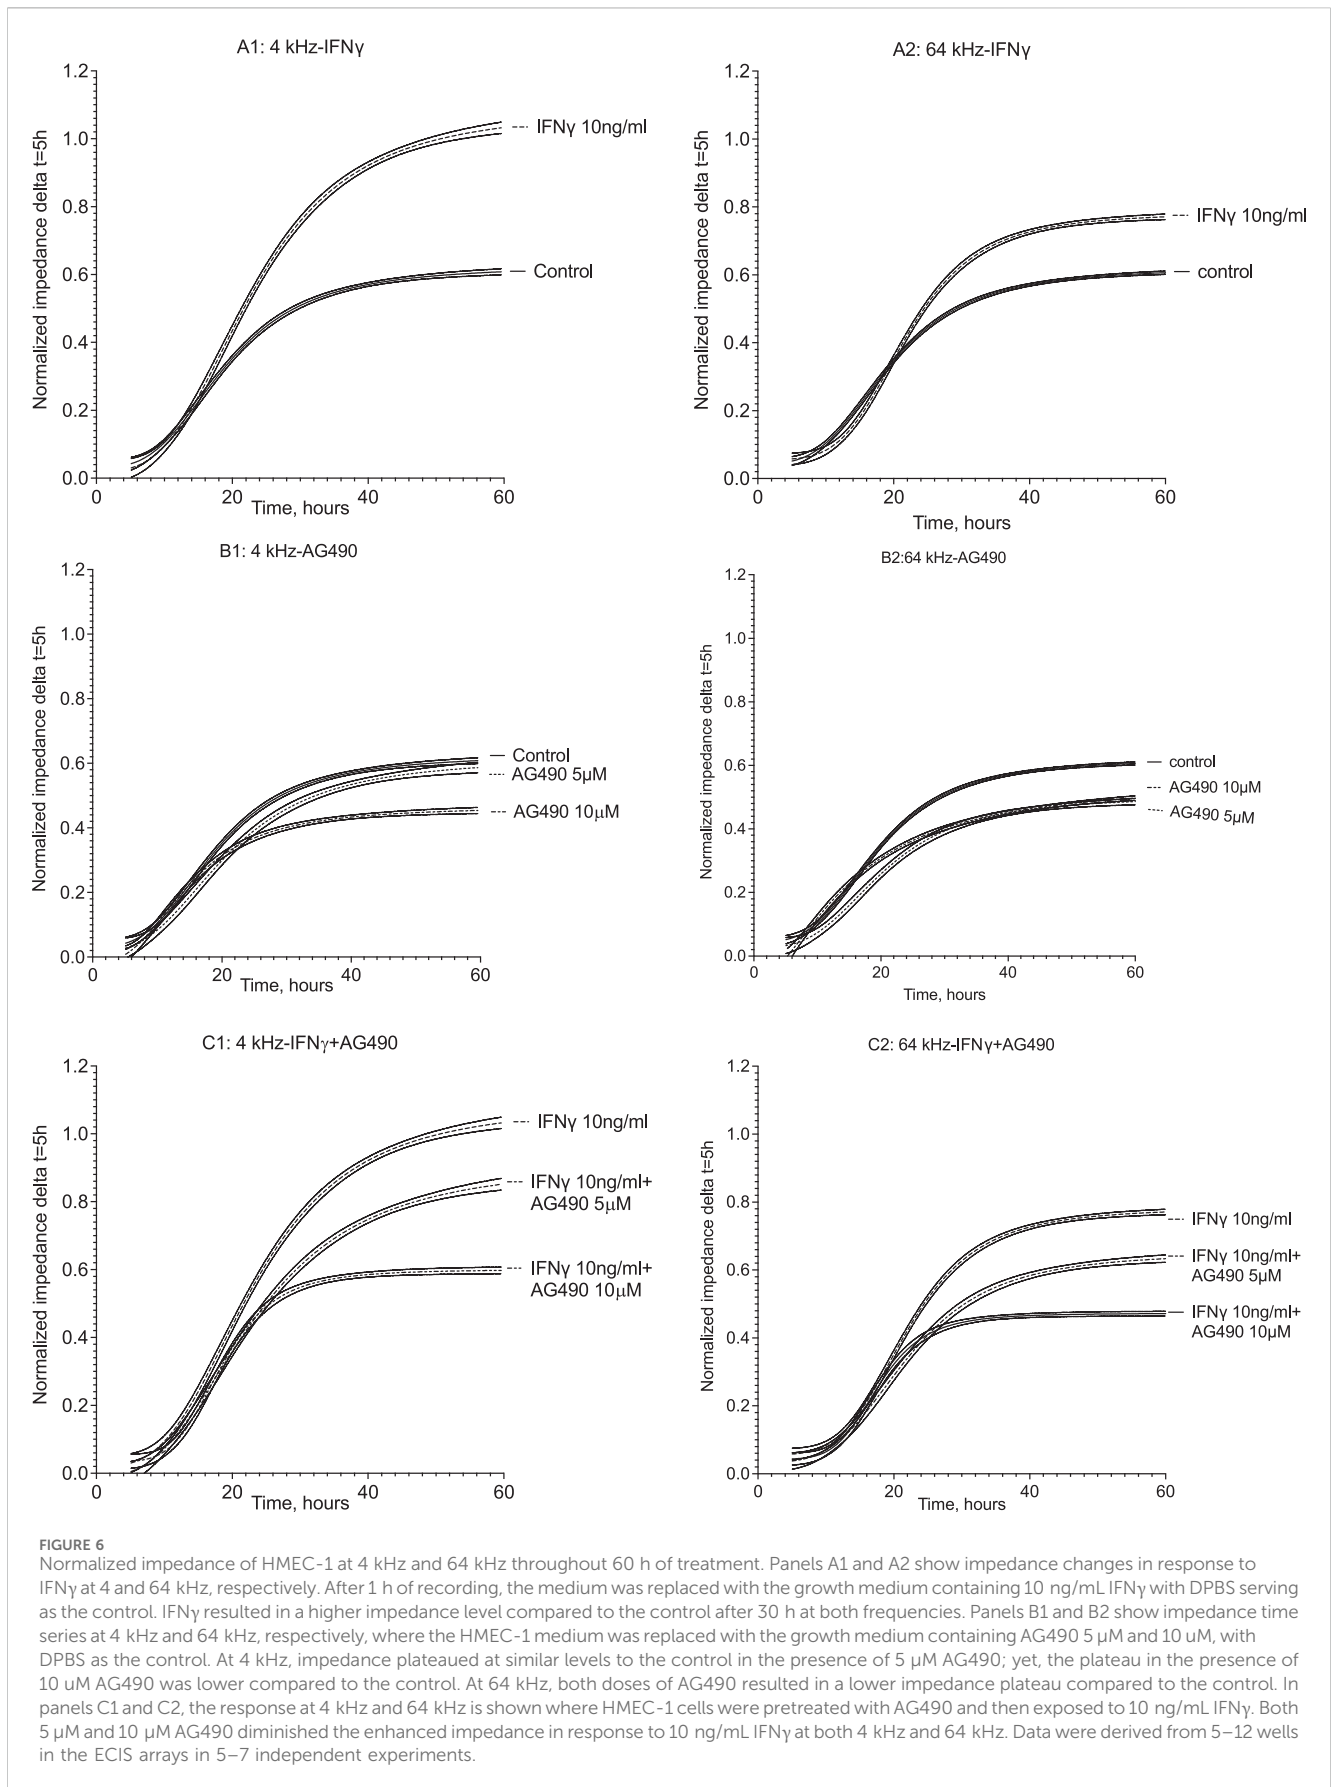 A1: 4 kHz-IFNγ
Normalized impedance delta t=5h
1.2
1.0
0.8
0.6
0.4
0.2
0.0
0
20
40
60
Time, hours
IFNγ 10ng/ml
Control
A2: 64 kHz-IFNγ
Normalized impedance delta t=5h
1.2
1.0
0.8
0.6
0.4
0.2
0.0
0
20
40
60
Time, hours
IFNγ 10ng/ml
control
B1: 4 kHz-AG490
Normalized impedance delta t=5h
1.2
1.0
0.8
0.6
0.4
0.2
0.0
0
20
40
60
Time, hours
Control
AG490 5µM
AG490 10µM
B2:64 kHz-AG490
Normalized impedance delta t=5h
1.2
1.0
0.8
0.6
0.4
0.2
0.0
0
20
40
60
Time, hours
control
AG490 10µM
AG490 5µM
C1: 4 kHz-IFNγ+AG490
Normalized impedance delta t=5h
1.2
1.0
0.8
0.6
0.4
0.2
0.0
0
20
40
60
Time, hours
IFNγ 10ng/ml
IFNγ 10ng/ml+
AG490 5µM
IFNγ 10ng/ml+
AG490 10µM
C2: 64 kHz-IFNγ+AG490
Normalized impedance delta t=5h
1.2
1.0
0.8
0.6
0.4
0.2
0.0
0
20
40
60
Time, hours
IFNγ 10ng/ml
IFNγ 10ng/ml+
AG490 5µM
IFNγ 10ng/ml+
AG490 10µM
FIGURE 6
Normalized impedance of HMEC-1 at 4 kHz and 64 kHz throughout 60 h of treatment. Panels A1 and A2 show impedance changes in response to
IFNγ at 4 and 64 kHz, respectively. After 1 h of recording, the medium was replaced with the growth medium containing 10 ng/mL IFNγ with DPBS serving
as the control. IFNγ resulted in a higher impedance level compared to the control after 30 h at both frequencies. Panels B1 and B2 show impedance time
series at 4 kHz and 64 kHz, respectively, where the HMEC-1 medium was replaced with the growth medium containing AG490 5 µM and 10 uM, with
DPBS as the control. At 4 kHz, impedance plateaued at similar levels to the control in the presence of 5 µM AG490; yet, the plateau in the presence of
10 uM AG490 was lower compared to the control. At 64 kHz, both doses of AG490 resulted in a lower impedance plateau compared to the control. In
panels C1 and C2, the response at 4 kHz and 64 kHz is shown where HMEC-1 cells were pretreated with AG490 and then exposed to 10 ng/mL IFNγ. Both
5 µM and 10 µM AG490 diminished the enhanced impedance in response to 10 ng/mL IFNγ at both 4 kHz and 64 kHz. Data were derived from 5–12 wells
in the ECIS arrays in 5–7 independent experiments.